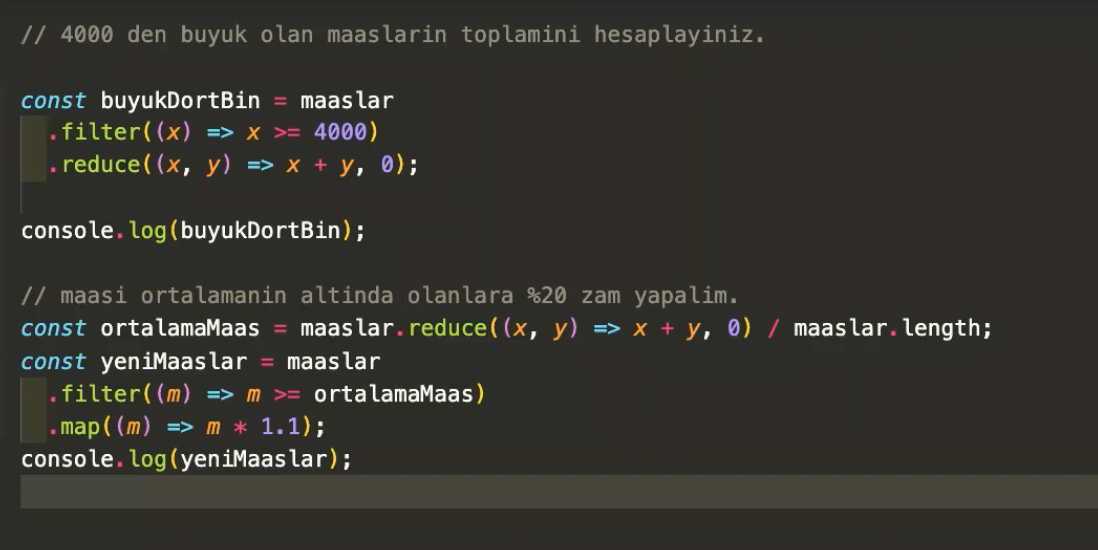 // 4000 den buyuk olan maaslarin toplamini hesaplayiniz.
const buyukDortBin = maaslar
.filter((x) => x >= 4000)
.reduce((x, y) => x + y, 0);
console.log(buyukDortBin);
// maasi ortalamanin altinda olanlara %20 zam yapalim.
const ortalamaMaas = maaslar.reduce((x, y) => x + y, 0) / maaslar.length;
const yeniMaaslar = maaslar
.filter((m) => m >= ortalamaMaas)
.map((m) => m * 1.1);
console.log(yeniMaaslar);